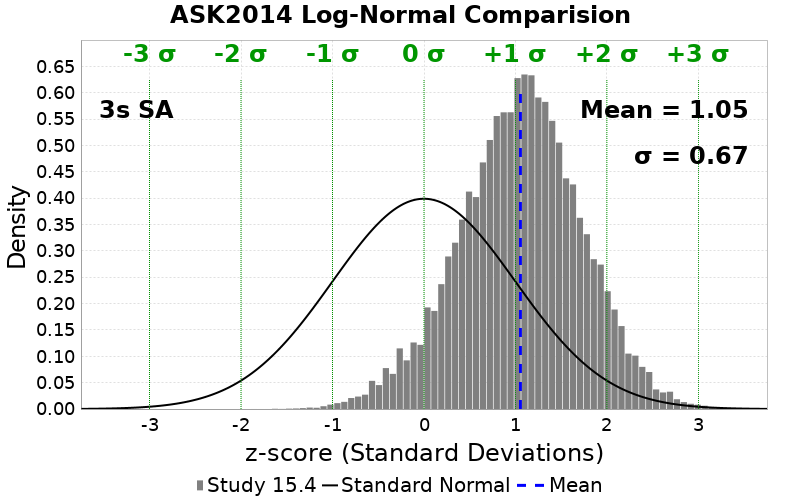 ASK2014 Log-Normal Comparision
-3 σ -2 σ -1 σ 0 σ +1 σ +2 σ +3 σ
3s SA
Mean = 1.05
σ = 0.67
Density
0.65
0.60
0.55
0.50
0.45
0.40
0.35
0.30
0.25
0.20
0.15
0.10
0.05
0.00
-3 -2 -1 0 1 2 3
z-score (Standard Deviations)
Study 15.4 Standard Normal Mean